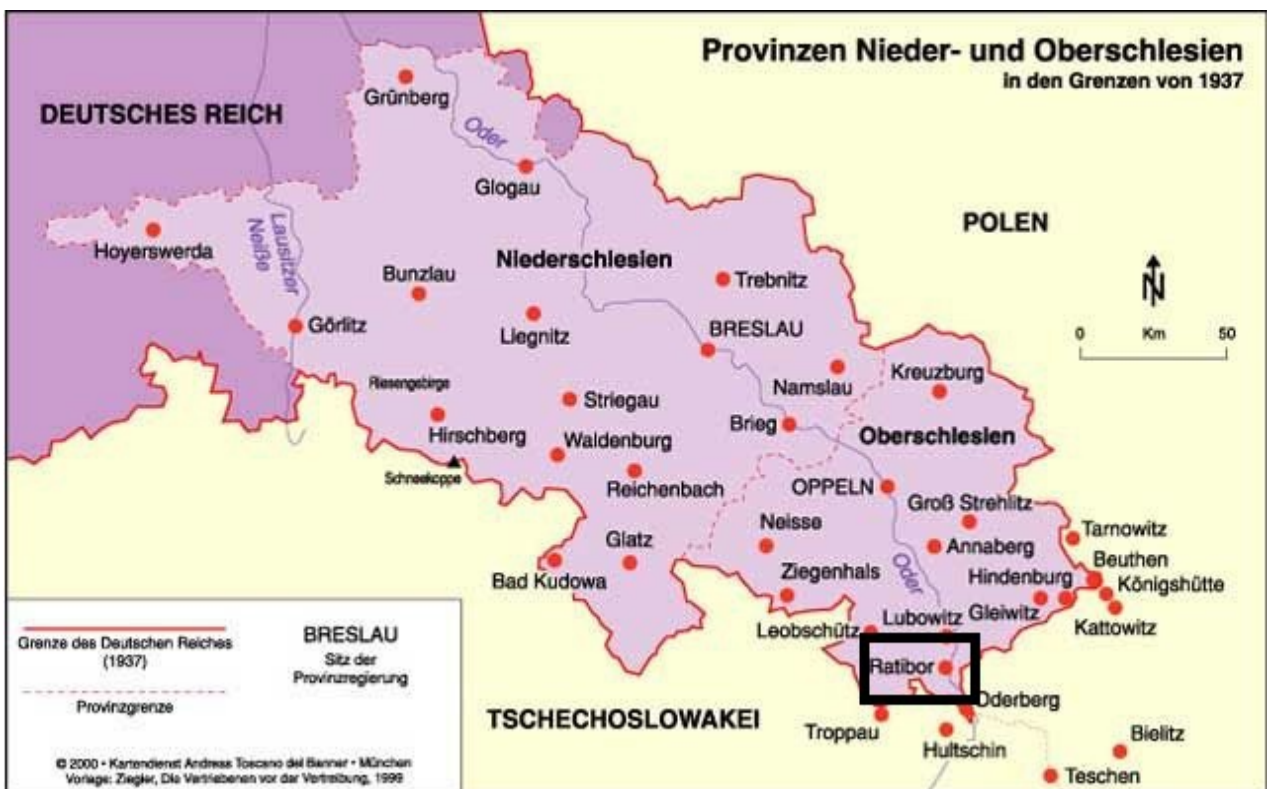 Provinzen Nieder- und Oberschlesien
in den Grenzen von 1937
DEUTSCHES REICH
Grünberg
Oder
Glogau
POLEN
Hoyerswerda
Lausitzer
Neiße
Niederschlesien
Bunzlau
Trebnitz
N
Görlitz
Liegnitz
BRESLAU
0 Km 50
Riesengebirge
Namslau
Kreuzburg
Striegau
Hirschberg
Brieg
Oberschlesien
Waldenburg
Schneekoppe
Reichenbach
OPPELN
Groß Strehlitz
Neisse
Tarnowitz
Glatz
Annaberg
Beuthen
Bad Kudowa
Ziegenhals
Oder
Hindenburg
Königshütte
Leobschütz
Lubowitz
Gleiwitz
Kattowitz
Ratibor
Oderberg
TSCHECHOSLOWAKEI
Troppau
Hultschin
Bielitz
Teschen
Grenze des Deutschen Reiches
(1937)
Provinzgrenze
BRESLAU
Sitz der
Provinzregierung
© 2000 • Kartendienst Andreas Toscano del Banner • München
Vorlage: Ziegler, Die Vertriebenen vor der Vertreibung, 1999